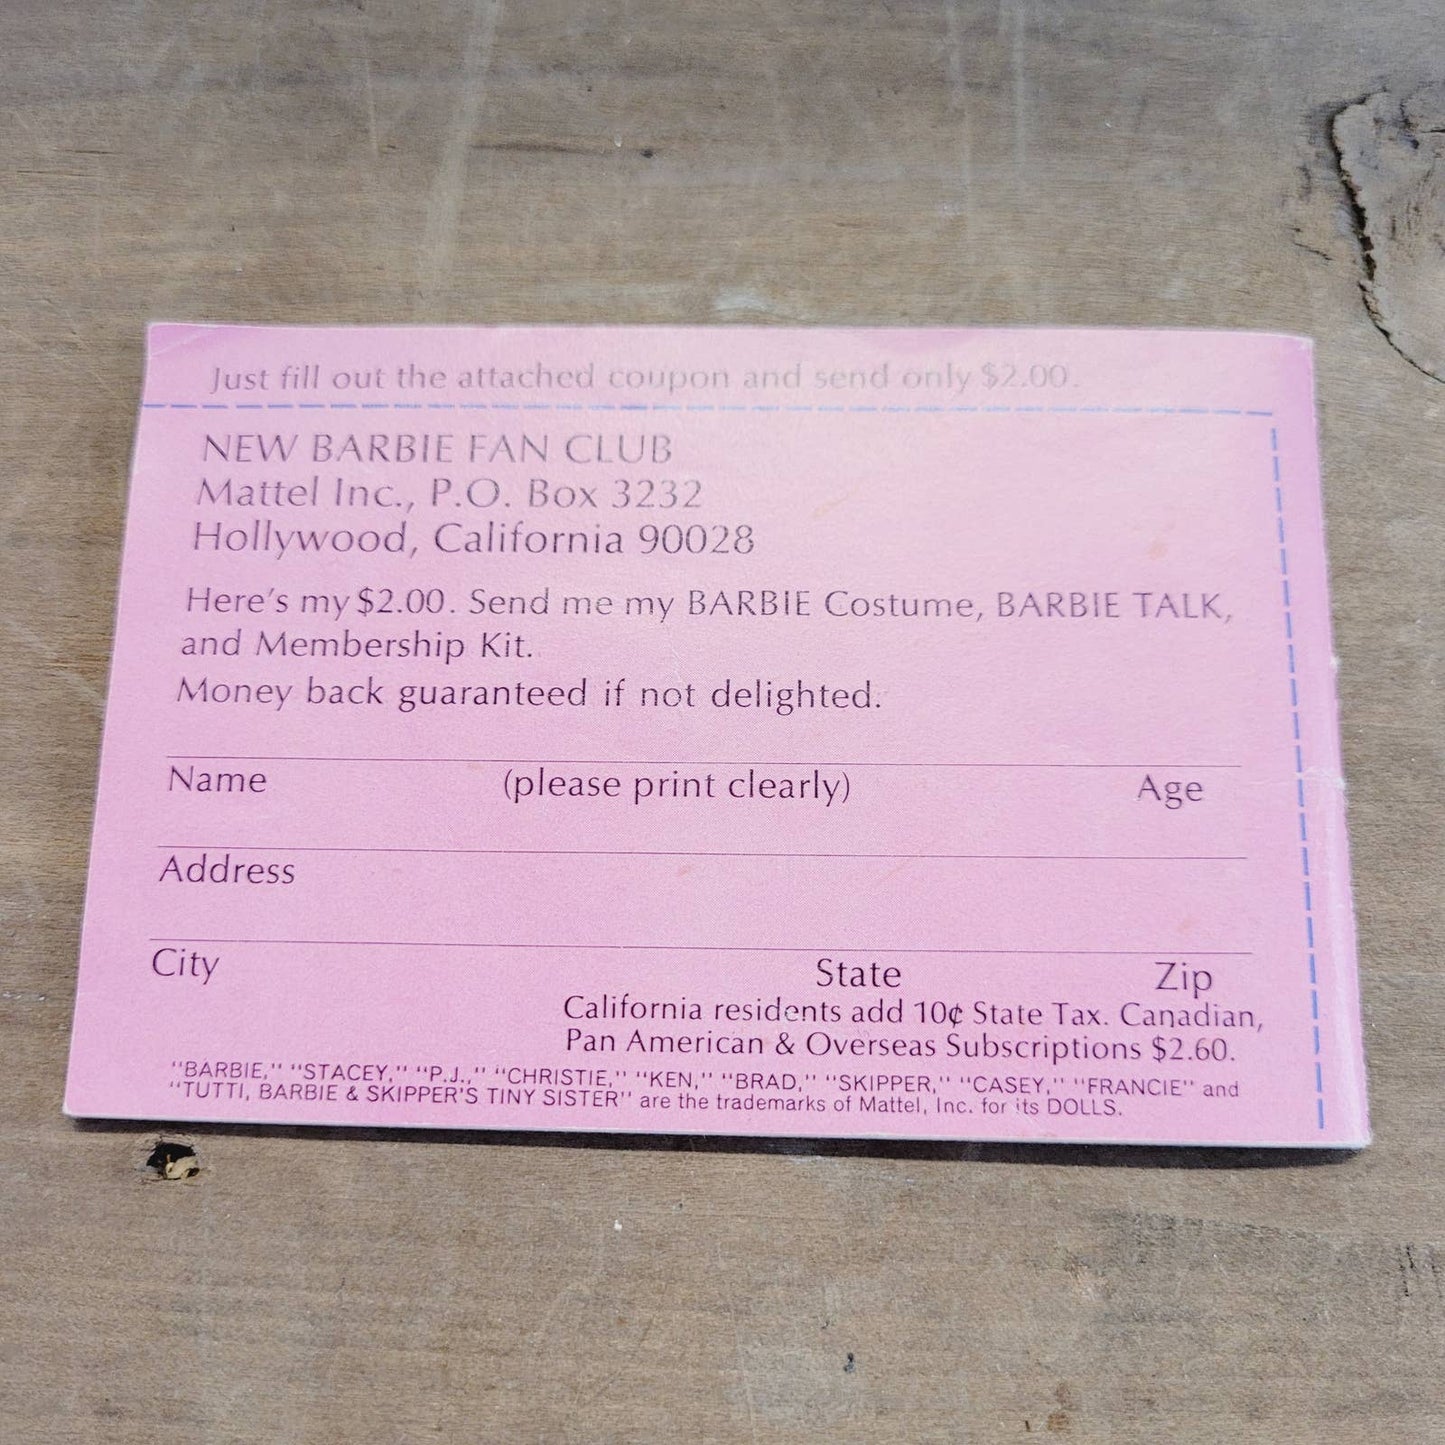 Just fill out the attached coupon and send only $2.00.
NEW BARBIE FAN CLUB
Mattel Inc., P.O. Box 3232
Hollywood, California 90028
Here's my $2.00. Send me my BARBIE Costume, BARBIE TALK,
and Membership Kit.
Money back guaranteed if not delighted.
Name (please print clearly) Age
Address
City State Zip
California residents add 10¢ State Tax. Canadian,
Pan American & Overseas Subscriptions $2.60.
"BARBIE," "STACEY," "P.J.," "CHRISTIE," "KEN," "BRAD," "SKIPPER," "CASEY," "FRANCIE" and
"TUTTI, BARBIE & SKIPPER'S TINY SISTER" are the trademarks of Mattel, Inc. for its DOLLS.